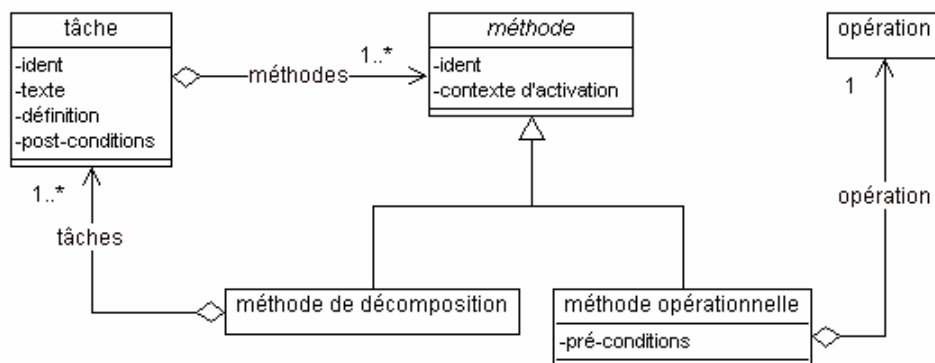 tâche
-ident
-texte
-définition
-post-conditions
méthodes
1..*
méthode
-ident
-contexte d'activation
opération
1
opération
1..*
tâches
méthode de décomposition
méthode opérationnelle
-pré-conditions